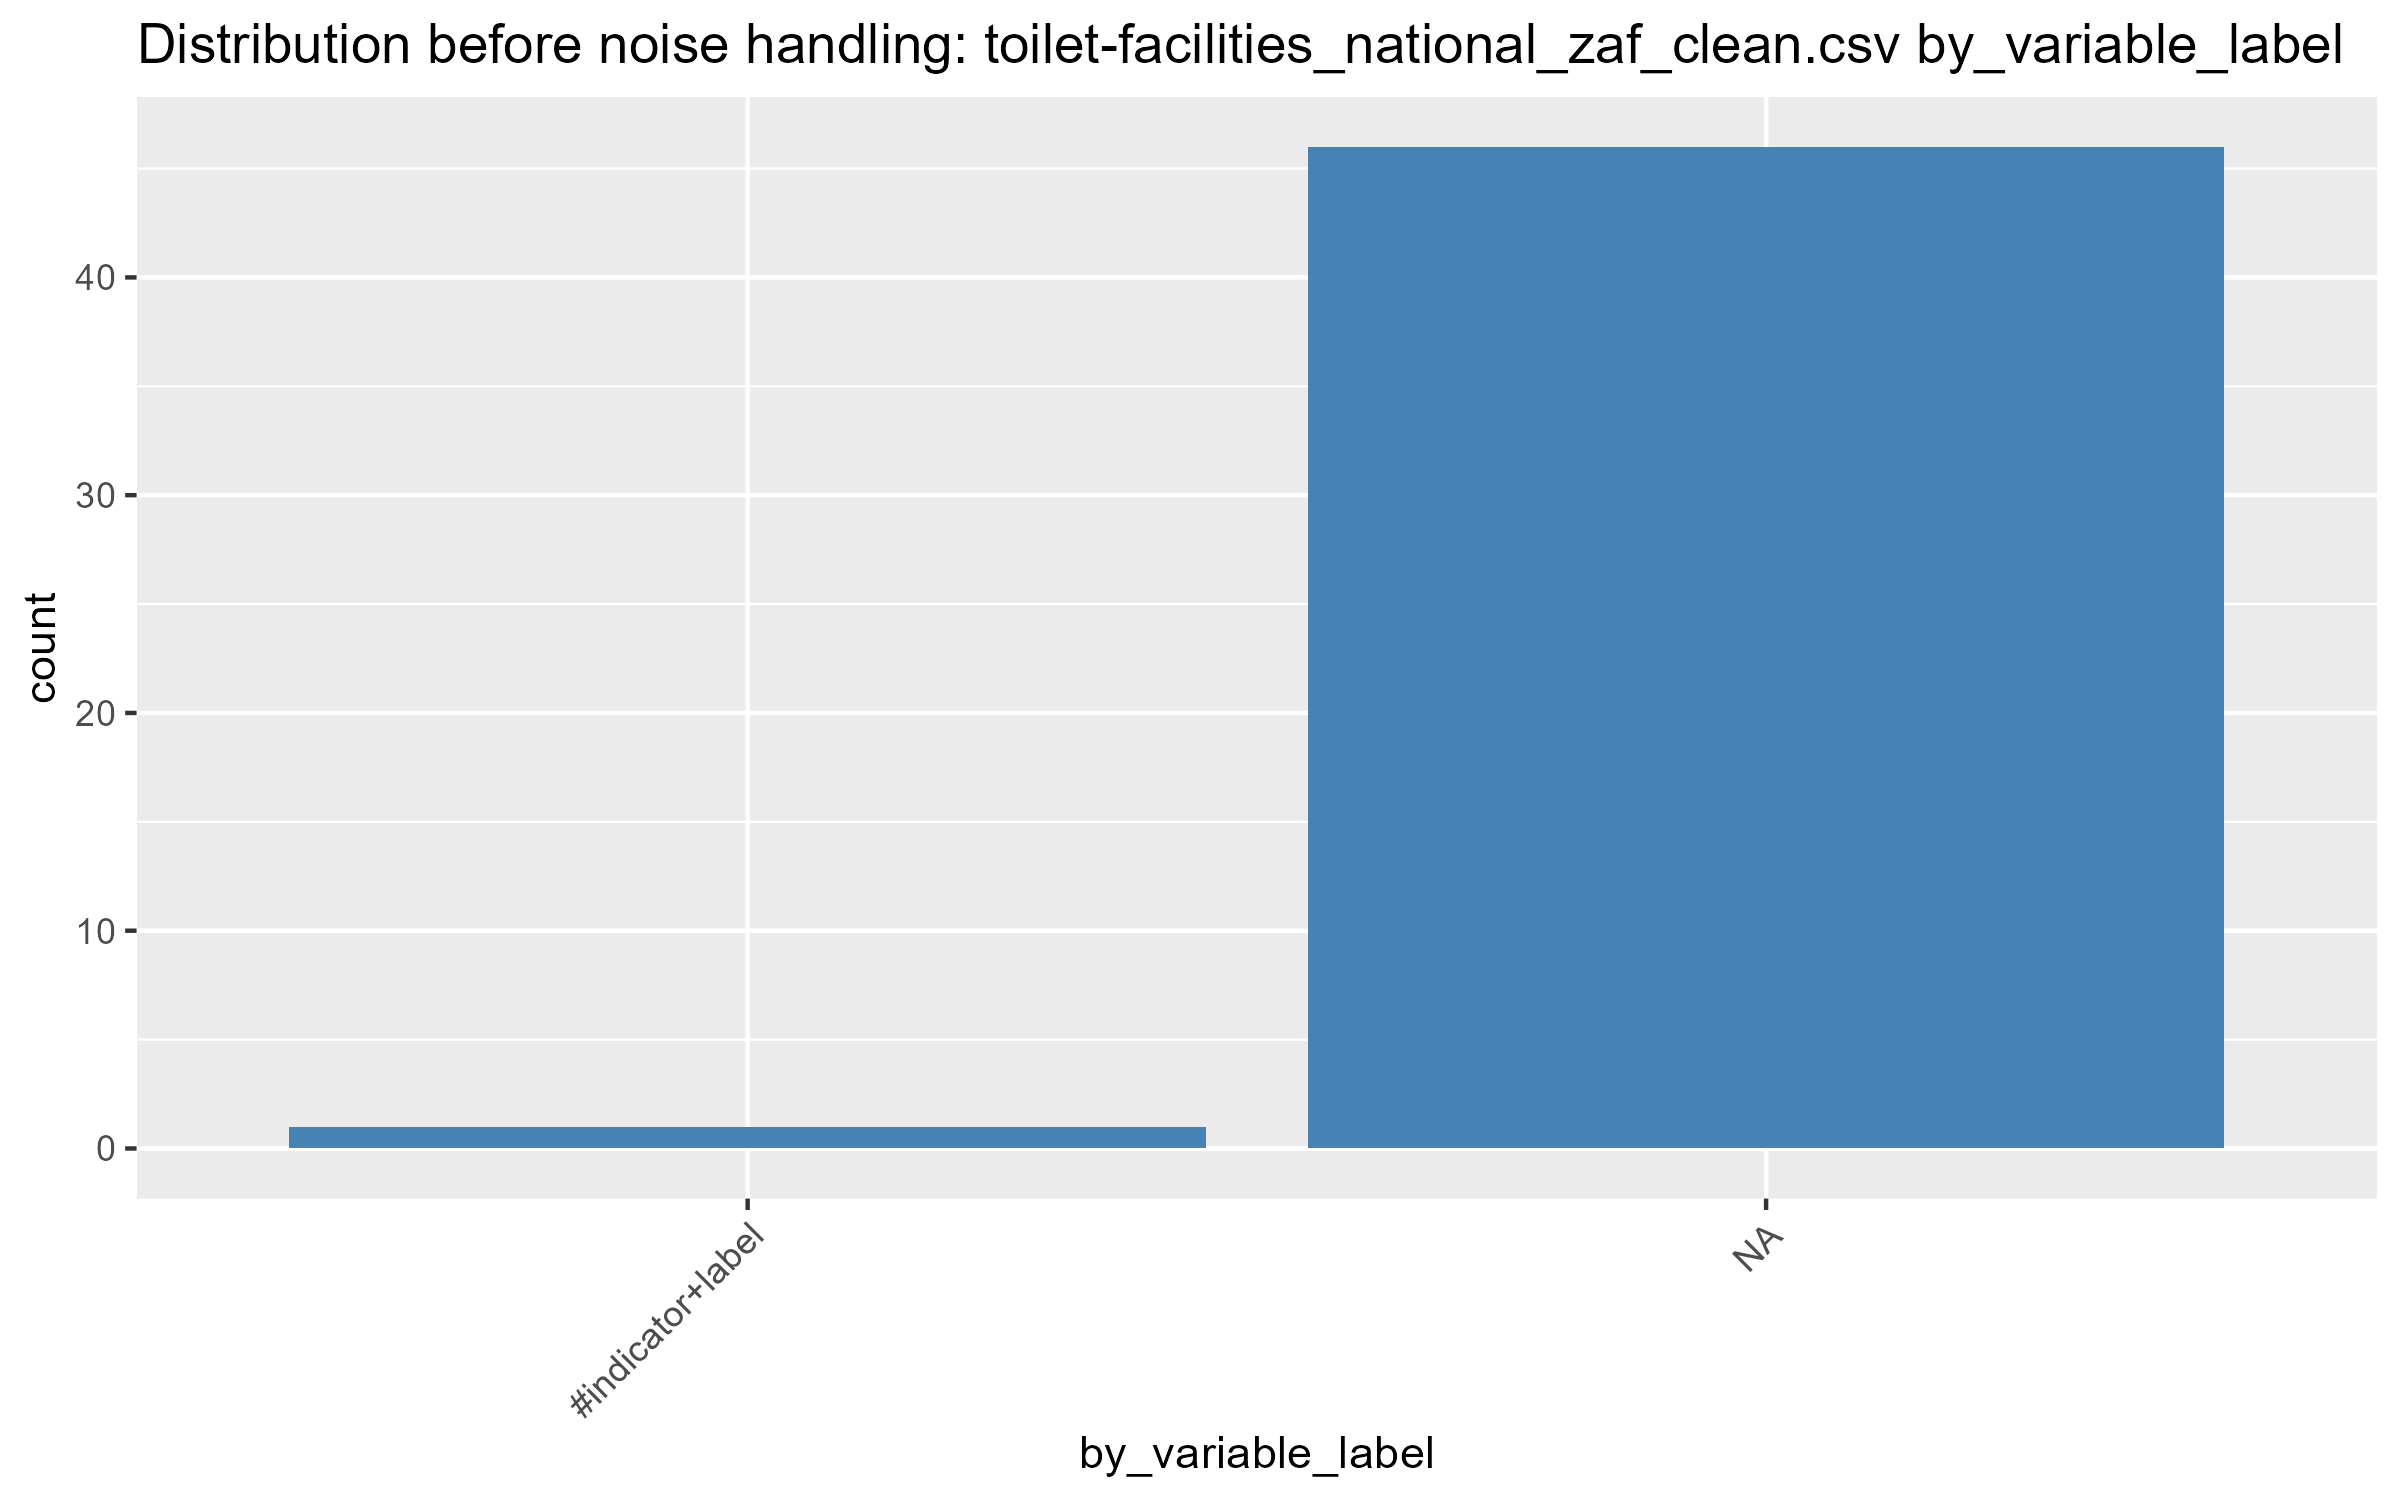 Distribution before noise handling: toilet-facilities_national_zaf_clean.csv by_variable_label
count
40
30
20
10
0
#indicator+label
NA
by_variable_label